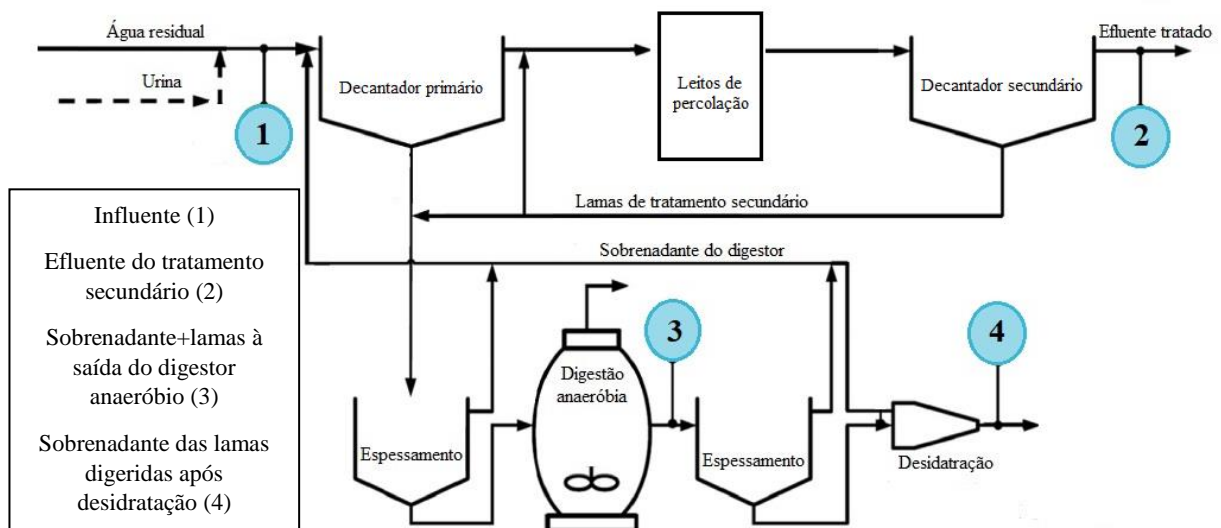 Água residual
Urina
1
Decantador primário
Leitos de
percolação
Decantador secundário
Efluente tratado
2
Lamas de tratamento secundário
Sobrenadante do digestor
Influente (1)
Efluente do tratamento
secundário (2)
Sobrenadante+lamas à
saída do digestor
anaeróbio (3)
Sobrenadante das lamas
digeridas após
desidratação (4)
Espessamento
Digestão
anaeróbia
3
Espessamento
4
Desidatração